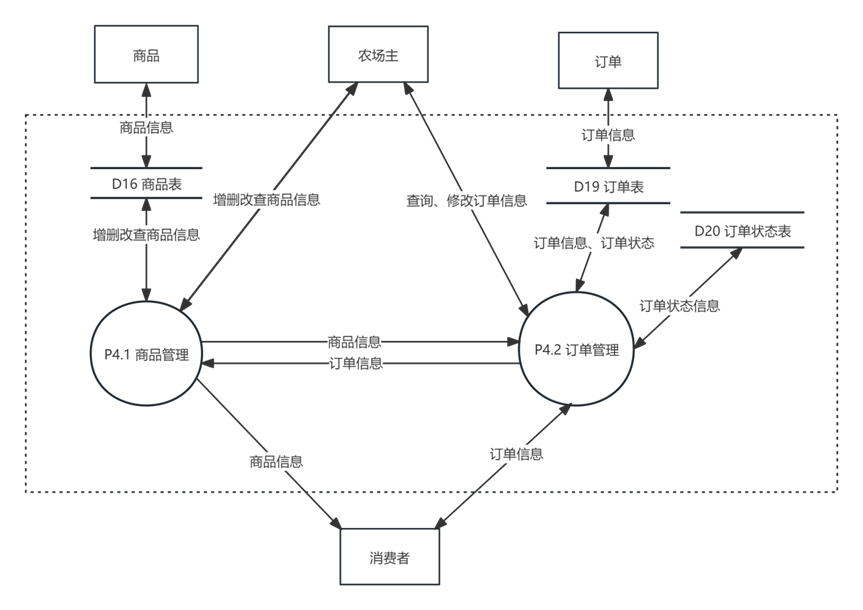 商品
农场主
订单
商品信息
订单信息
D16 商品表
D19 订单表
增删改查商品信息
查询、修改订单信息
D20 订单状态表
增删改查商品信息
订单信息、订单状态
订单状态信息
商品信息
P4.1 商品管理
P4.2 订单管理
订单信息
商品信息
订单信息
消费者